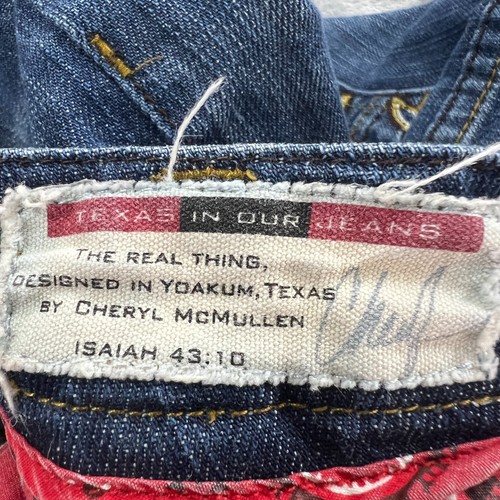 TEXAS IN OUR JEANS
THE REAL THING,
DESIGNED IN YOAKUM, TEXAS
BY CHERYL MCMULLEN
ISAIAH 43:10